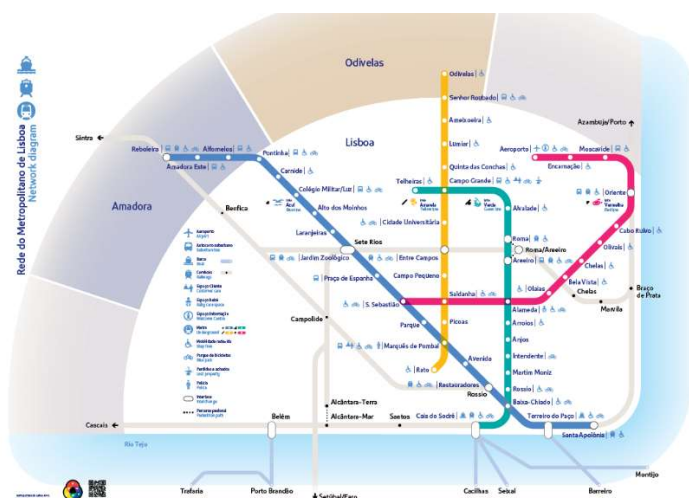 Rede do Metropolitano de Lisboa
Network diagram
Odivelas
Lisboa
Amadora
Sintra
Azambuja/Porto
Odivelas
Senhor Roubado
Ameixoeira
Lumiar
Quinta das Conchas
Campo Grande
Telheiras
Cidade Universitária
Entre Campos
Campo Pequeno
Saldanha
Picoas
Marquês de Pombal
Rato
Reboleira
Amadora Este
Alfornelos
Pontinha
Carnide
Colégio Militar/Luz
Alto dos Moinhos
Laranjeiras
Sete Rios
Jardim Zoológico
Praça de Espanha
S. Sebastião
Parque
Avenida
Restauradores
Rossio
Baixa-Chiado
Terreiro do Paço
Santa Apolónia
Alvalade
Roma
Roma/Areeiro
Areeiro
Alameda
Arroios
Anjos
Intendente
Martim Moniz
Rossio
Cais do Sodré
Aeroporto
Encarnação
Moscavide
Oriente
Cabo Ruivo
Olivais
Chelas
Bela Vista
Olaias
Chelas
Marvila
Braço
de Prata
Benfica
Campolide
Alcântara-Terra
Alcântara-Mar
Santos
Belém
Cascais
Rio Tejo
Trafaria
Porto Brandão
Setúbal/Faro
Cacilhas
Seixal
Barreiro
Montijo